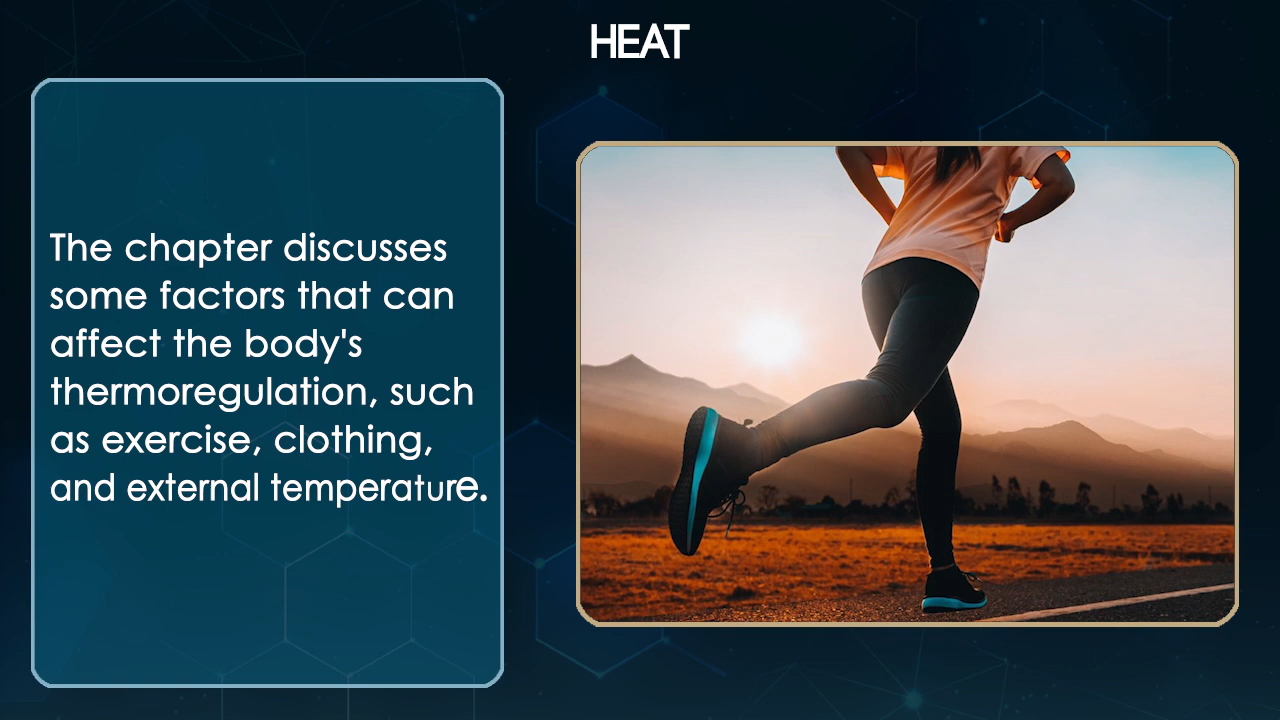 HEAT
The chapter discusses
some factors that can
affect the body's
thermoregulation, such
as exercise, clothing,
and external temperature.